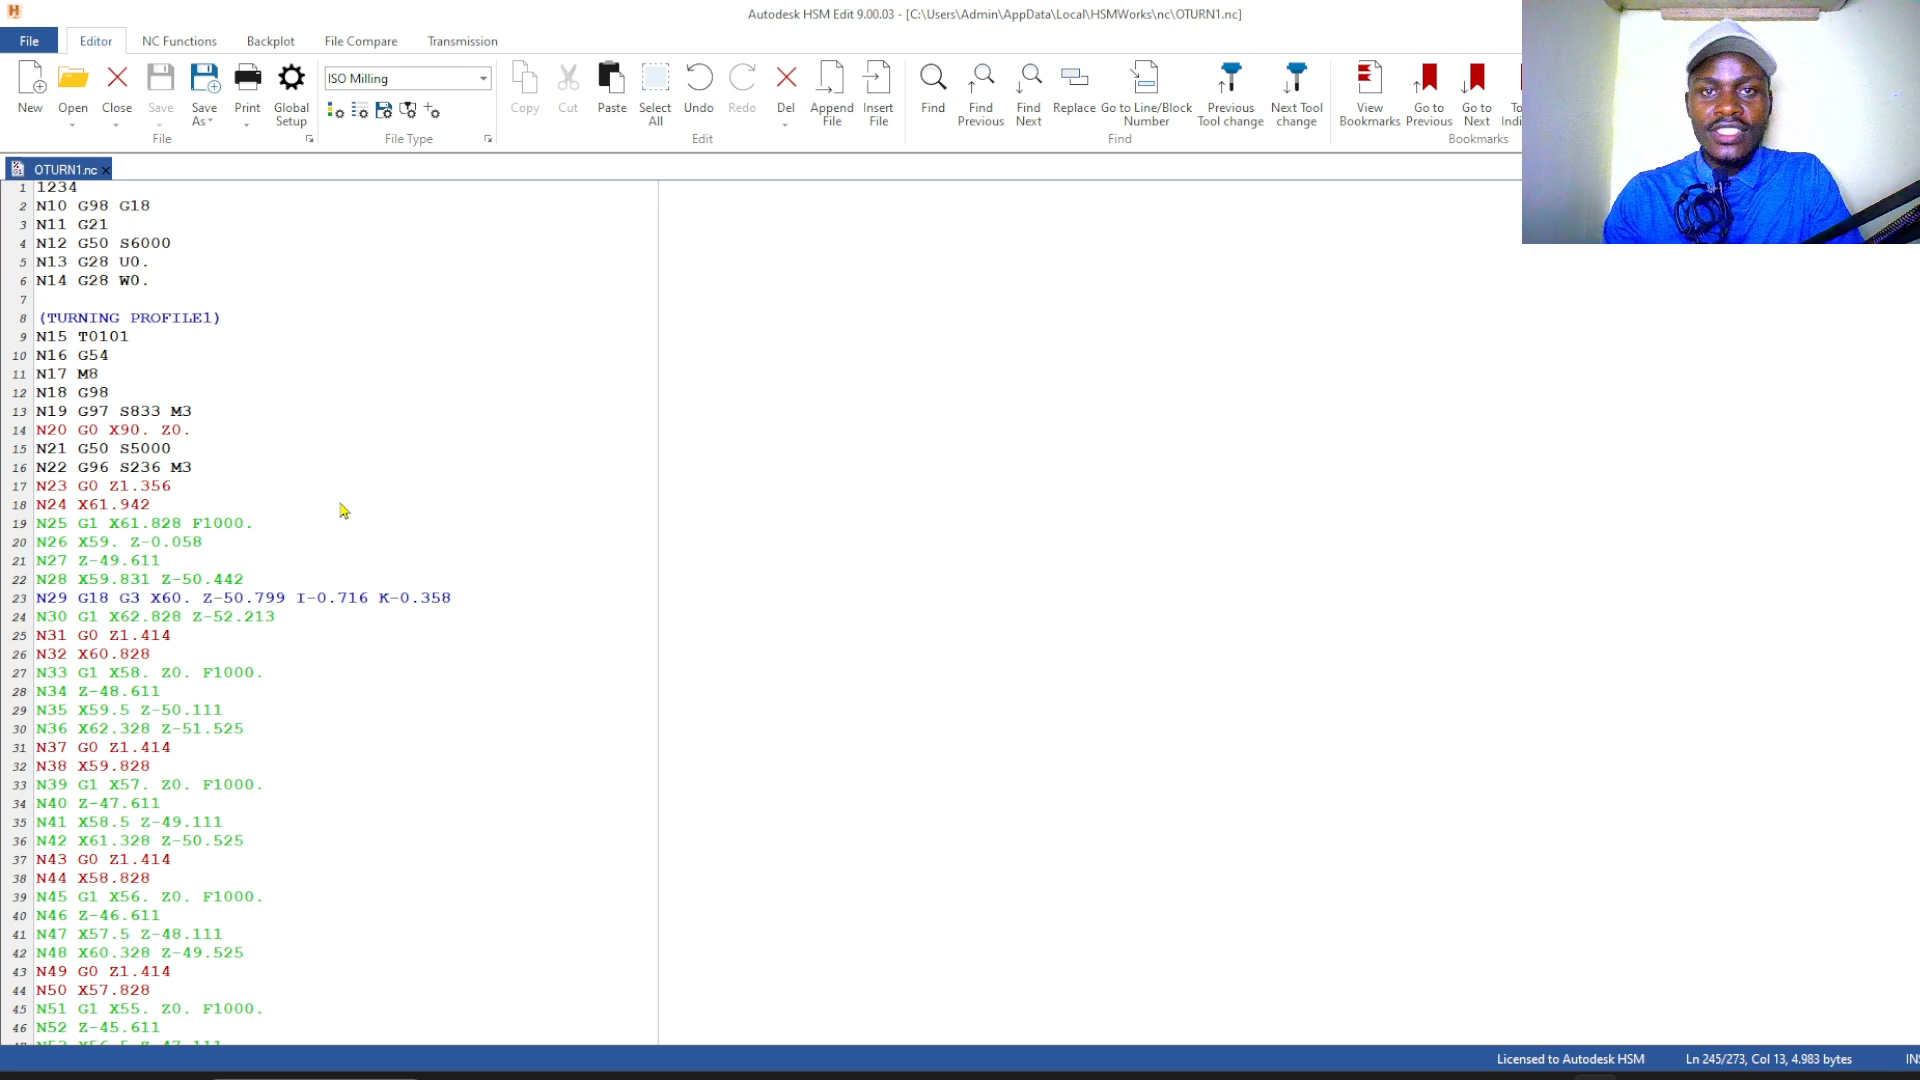 Autodesk HSM Edit 9.00.03 - [C:\Users\Admin\AppData\Local\HSMWorks\nc\OTURN1.nc]
File Editor NC Functions Backplot File Compare Transmission
ISO Milling
New Open Close Save Save As Print Global Setup Copy Cut Paste Select All Undo Redo Del Append File Insert File Find Find Previous Find Next Replace Go to Line/Block Number Previous Tool change Next Tool change View Bookmarks Go to Previous Go to Next
File File Type Edit Find Bookmarks
OTURN1.nc
1 1234
2 N10 G98 G18
3 N11 G21
4 N12 G50 S6000
5 N13 G28 U0.
6 N14 G28 W0.
7
8 (TURNING PROFILE1)
9 N15 T0101
10 N16 G54
11 N17 M8
12 N18 G98
13 N19 G97 S833 M3
14 N20 G0 X90. Z0.
15 N21 G50 S5000
16 N22 G96 S236 M3
17 N23 G0 Z1.356
18 N24 X61.942
19 N25 G1 X61.828 F1000.
20 N26 X59. Z-0.058
21 N27 Z-49.611
22 N28 X59.831 Z-50.442
23 N29 G18 G3 X60. Z-50.799 I-0.716 K-0.358
24 N30 G1 X62.828 Z-52.213
25 N31 G0 Z1.414
26 N32 X60.828
27 N33 G1 X58. Z0. F1000.
28 N34 Z-48.611
29 N35 X59.5 Z-50.111
30 N36 X62.328 Z-51.525
31 N37 G0 Z1.414
32 N38 X59.828
33 N39 G1 X57. Z0. F1000.
34 N40 Z-47.611
35 N41 X58.5 Z-49.111
36 N42 X61.328 Z-50.525
37 N43 G0 Z1.414
38 N44 X58.828
39 N45 G1 X56. Z0. F1000.
40 N46 Z-46.611
41 N47 X57.5 Z-48.111
42 N48 X60.328 Z-49.525
43 N49 G0 Z1.414
44 N50 X57.828
45 N51 G1 X55. Z0. F1000.
46 N52 Z-45.611
Licensed to Autodesk HSM Ln 245/273, Col 13, 4.983 bytes